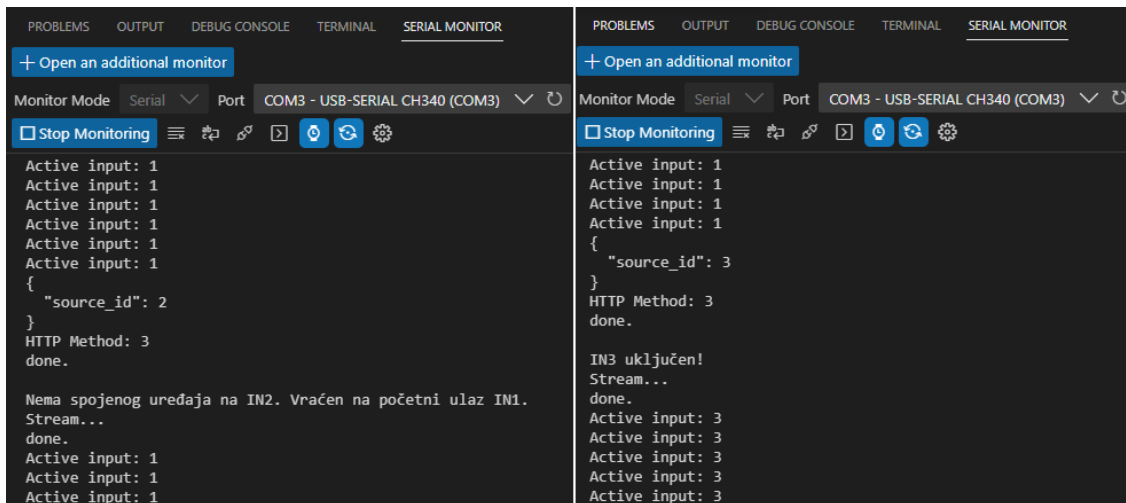 PROBLEMS OUTPUT DEBUG CONSOLE TERMINAL SERIAL MONITOR
+ Open an additional monitor
Monitor Mode Serial Port COM3 - USB-SERIAL CH340 (COM3)
Stop Monitoring
Active input: 1
Active input: 1
Active input: 1
Active input: 1
Active input: 1
Active input: 1
{
  "source_id": 2
}
HTTP Method: 3
done.

Nema spojenog uređaja na IN2. Vraćen na početni ulaz IN1.
Stream...
done.
Active input: 1
Active input: 1
Active input: 1
PROBLEMS OUTPUT DEBUG CONSOLE TERMINAL SERIAL MONITOR
+ Open an additional monitor
Monitor Mode Serial Port COM3 - USB-SERIAL CH340 (COM3)
Stop Monitoring
Active input: 1
Active input: 1
Active input: 1
Active input: 1
{
  "source_id": 3
}
HTTP Method: 3
done.

IN3 uključen!
Stream...
done.
Active input: 3
Active input: 3
Active input: 3
Active input: 3
Active input: 3